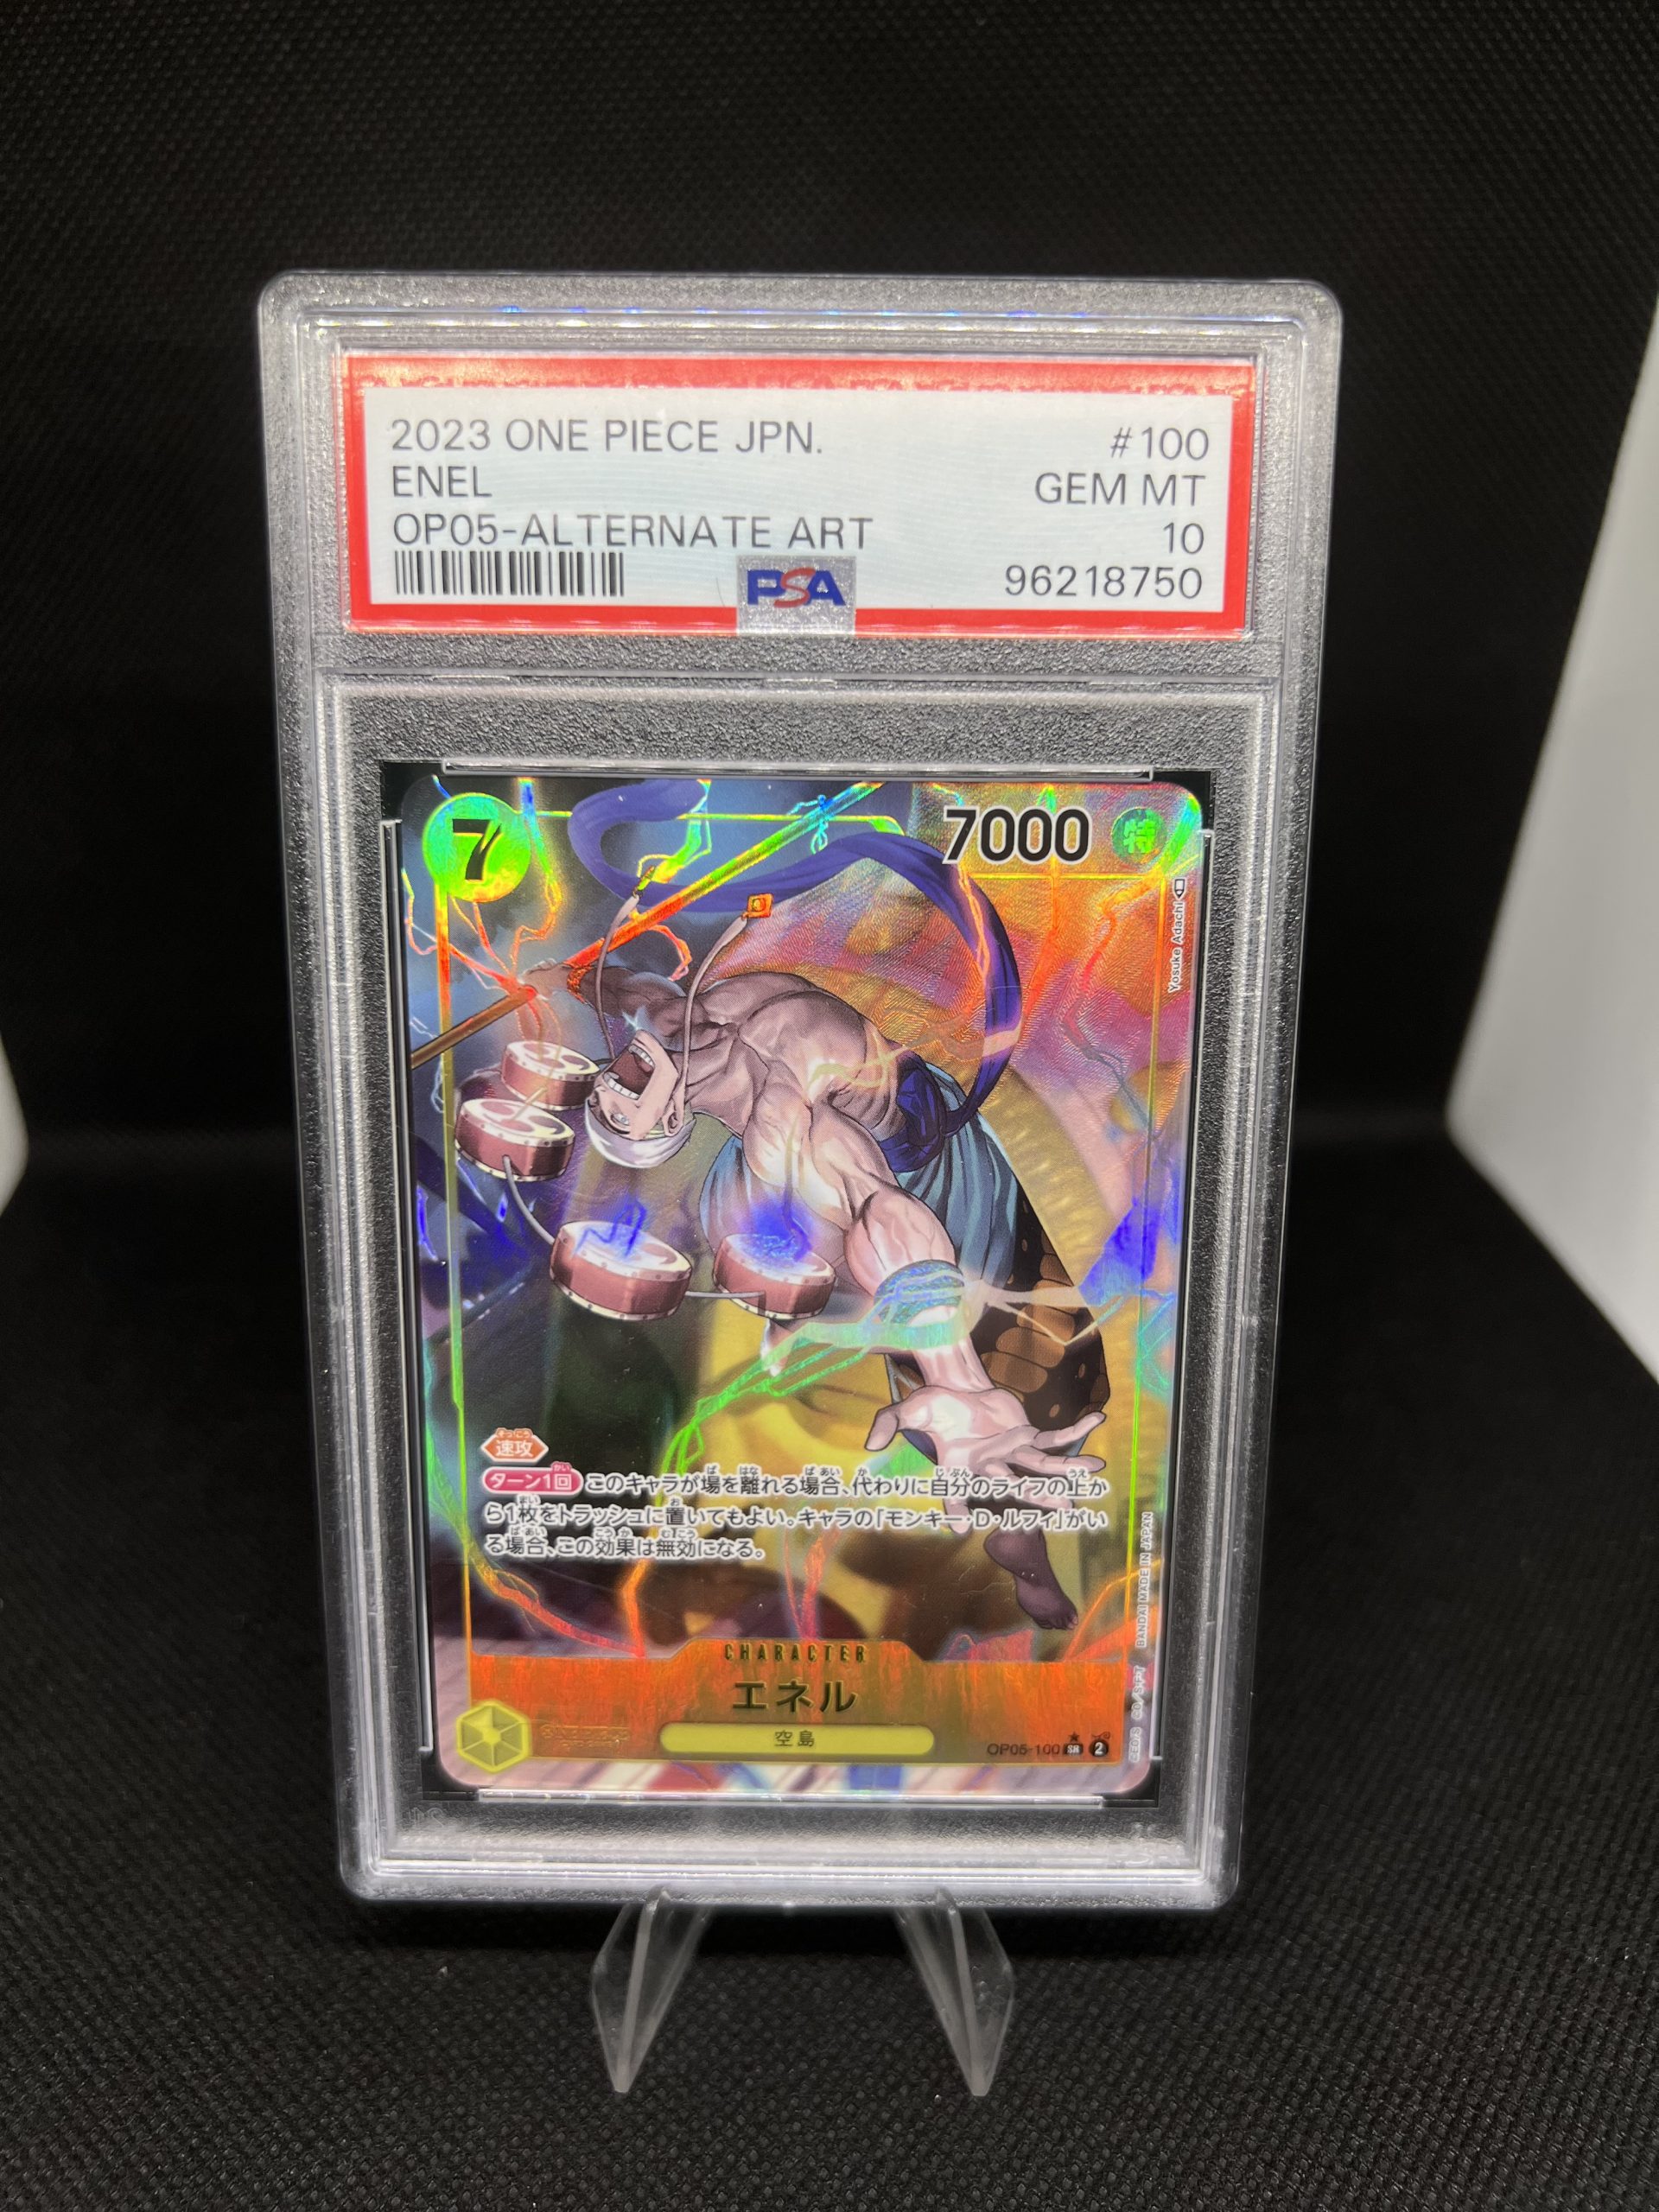 2023 ONE PIECE JPN. #100
ENEL GEM MT
OP05-ALTERNATE ART 10
PSA 96218750
7 7000 特
Yosuke Adachi
速攻
ターン1回 このキャラが場を離れる場合、代わりに自分のライフの上か
ら1枚をトラッシュに置いてもよい。キャラの「モンキー・D・ルフィ」がい
る場合、この効果は無効になる。
BANDAI MADE IN JAPAN
CHARACTER
エネル
空島
OP05-100 SR 2